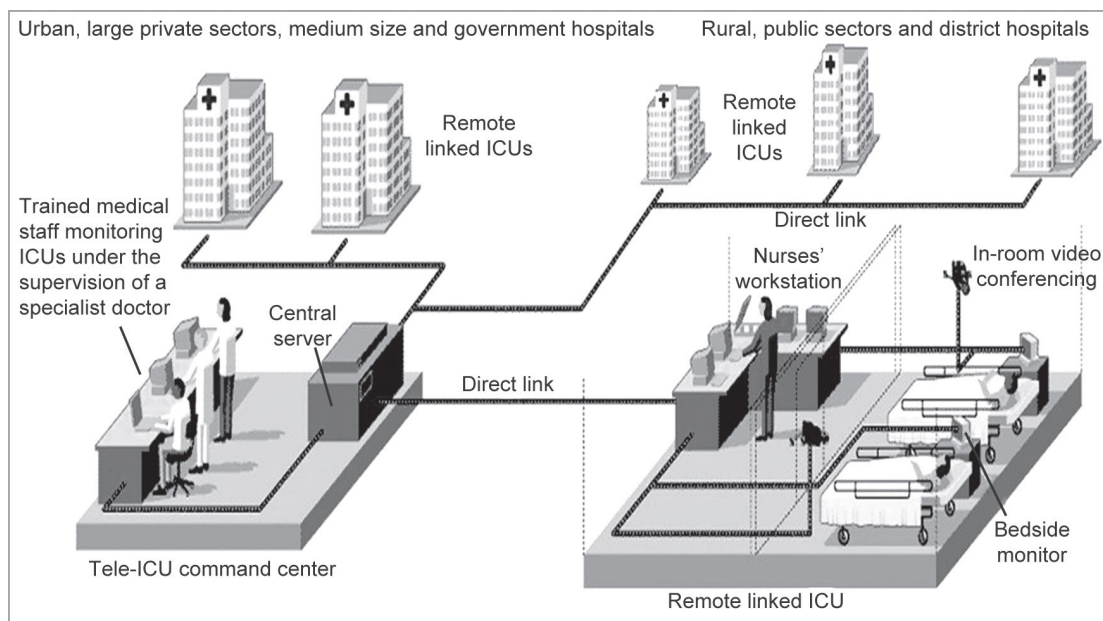 Urban, large private sectors, medium size and government hospitals
Rural, public sectors and district hospitals
Remote
linked ICUs
Remote
linked
ICUs
Trained medical
staff monitoring
ICUs under the
supervision of a
specialist doctor
Direct link
Nurses'
workstation
In-room video
conferencing
Central
server
Direct link
Bedside
monitor
Tele-ICU command center
Remote linked ICU